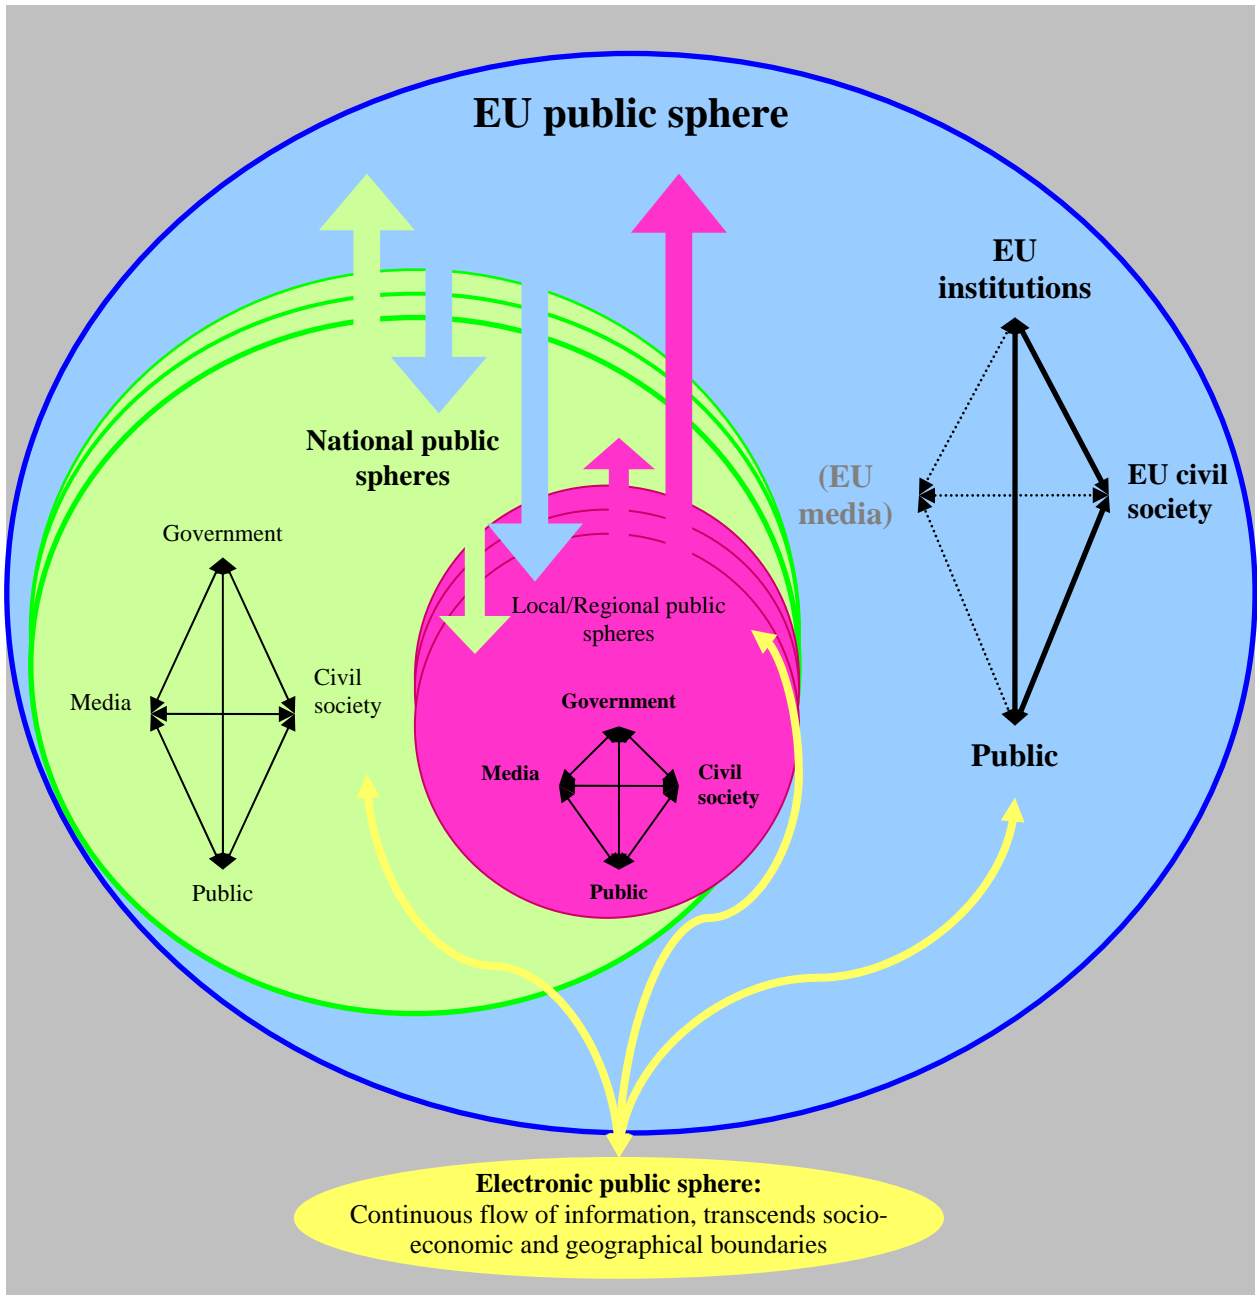 EU public sphere
EU
institutions
National public
spheres
(EU
media)
EU civil
society
Government
Local/Regional public
spheres
Media
Civil
society
Government
Public
Media
Civil
society
Public
Public
Electronic public sphere:
Continuous flow of information, transcends socio-
economic and geographical boundaries